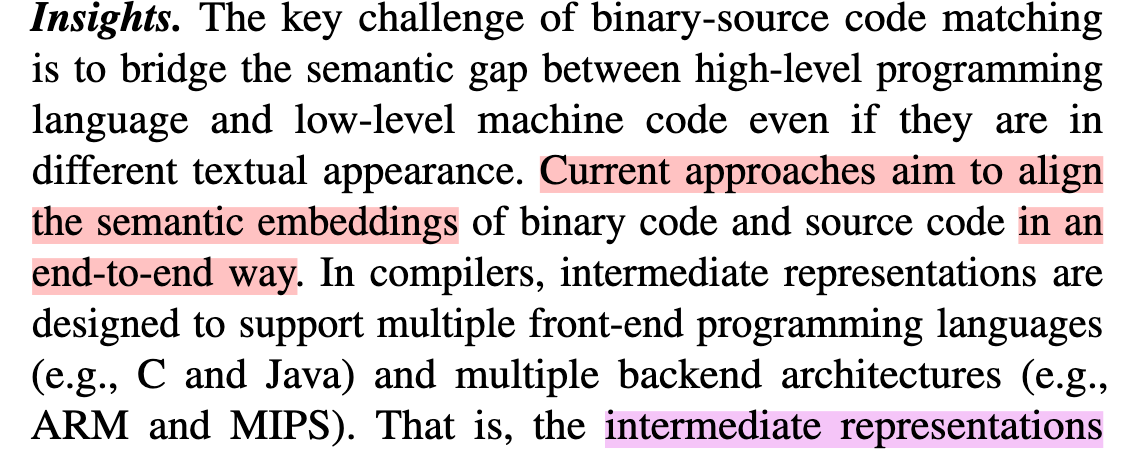 Insights. The key challenge of binary-source code matching
is to bridge the semantic gap between high-level programming
language and low-level machine code even if they are in
different textual appearance. Current approaches aim to align
the semantic embeddings of binary code and source code in an
end-to-end way. In compilers, intermediate representations are
designed to support multiple front-end programming languages
(e.g., C and Java) and multiple backend architectures (e.g.,
ARM and MIPS). That is, the intermediate representations